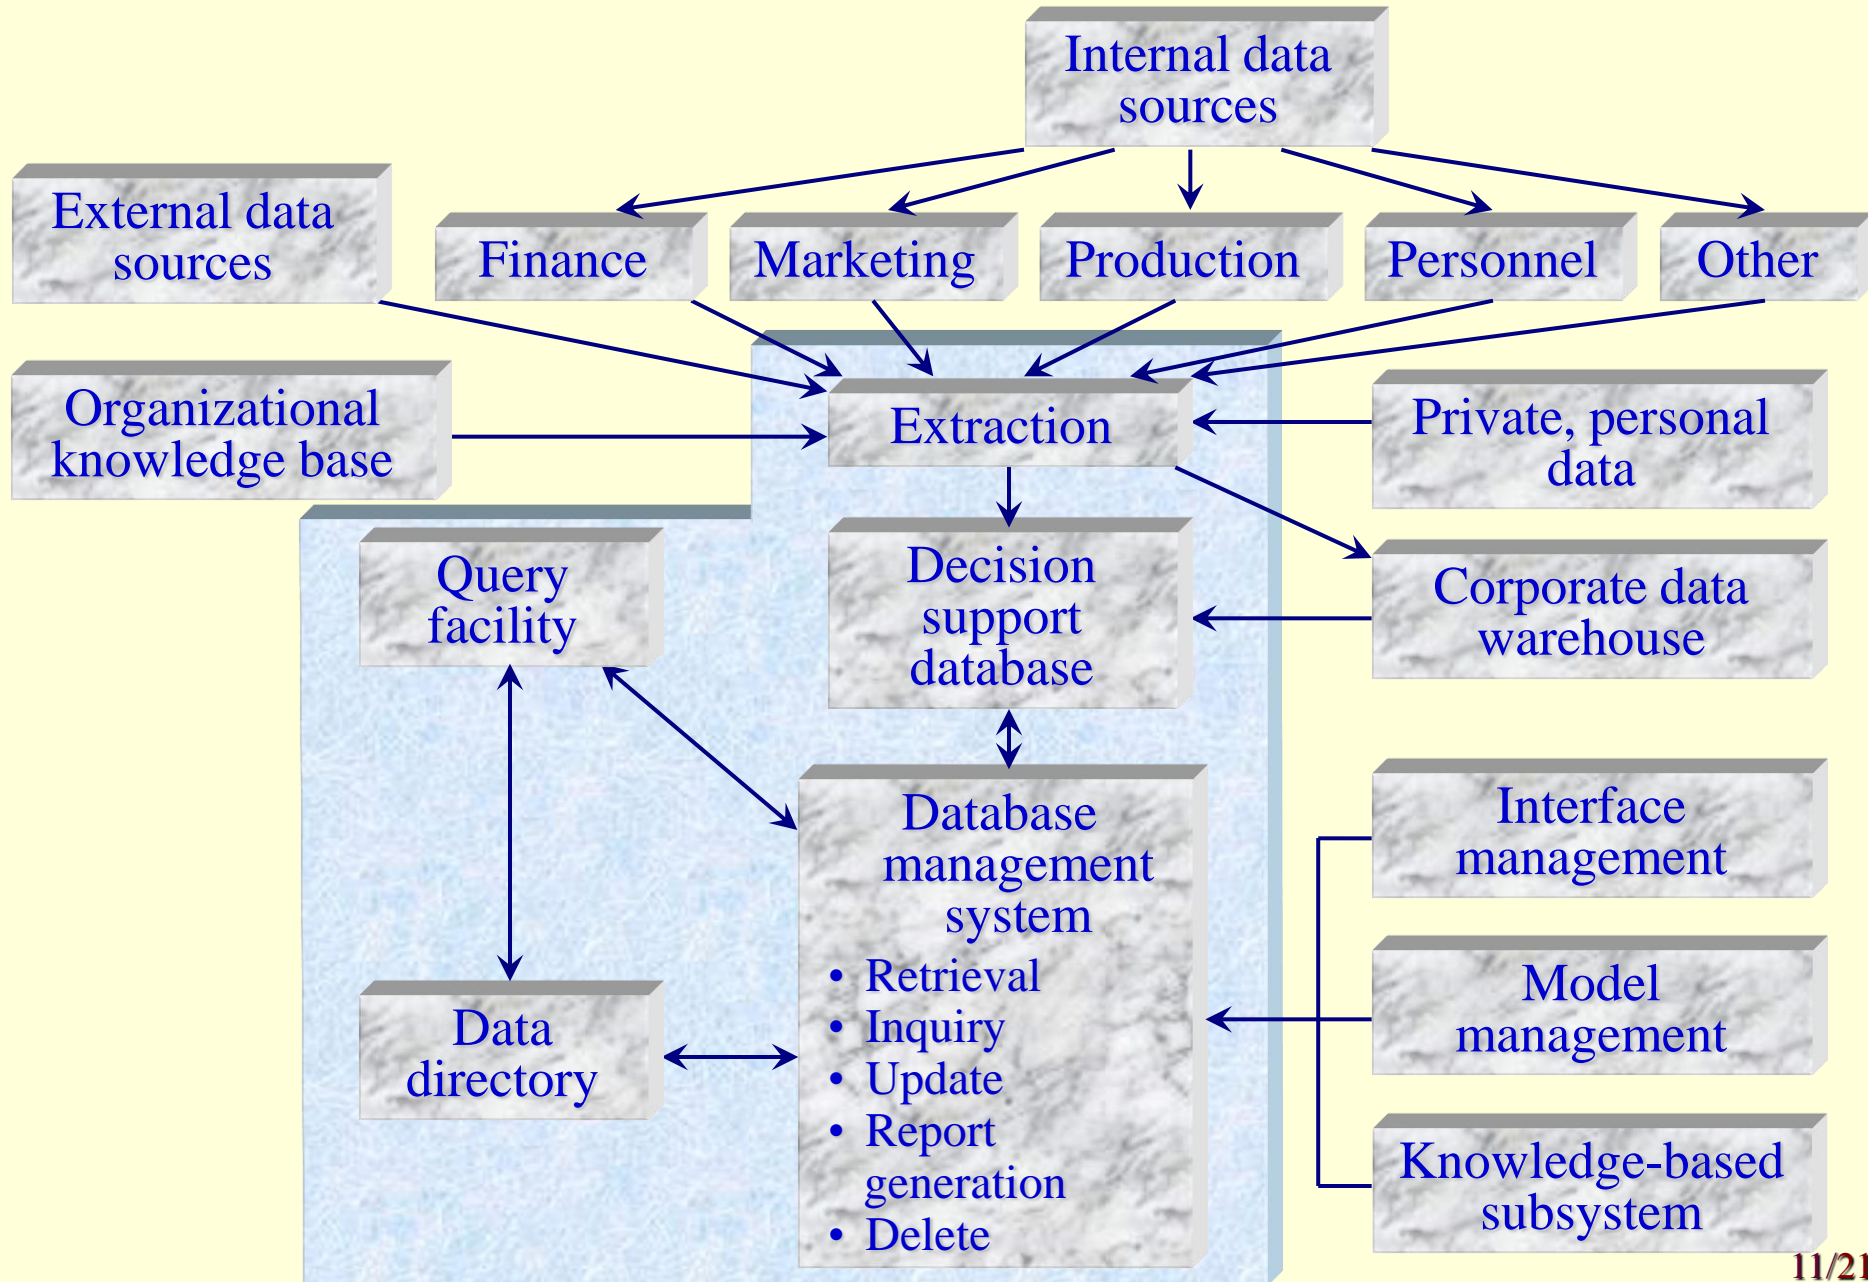 Internal data
sources
External data
sources
Finance
Marketing
Production
Personnel
Other
Organizational
knowledge base
Extraction
Private, personal
data
Query
facility
Decision
support
database
Corporate data
warehouse
Database
management
system
• Retrieval
• Inquiry
• Update
• Report
generation
• Delete
Data
directory
Interface
management
Model
management
Knowledge-based
subsystem
11/21